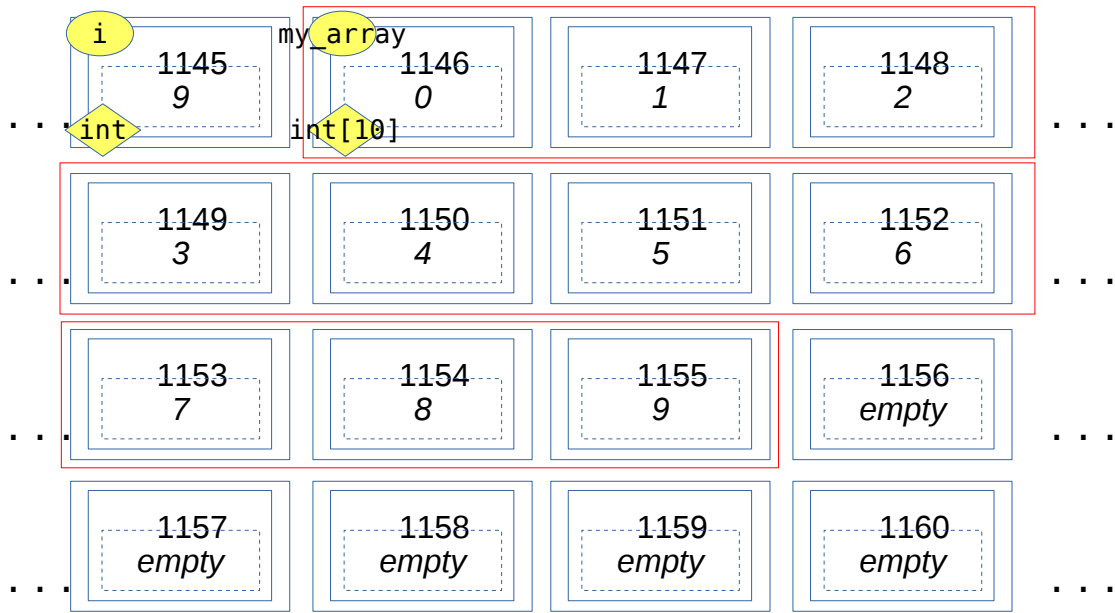 i my_array
1145 1146 1147 1148
9 0 1 2
... int int[10] ...
1149 1150 1151 1152
3 4 5 6
... ...
1153 1154 1155 1156
7 8 9 empty
... ...
1157 1158 1159 1160
empty empty empty empty
... ...